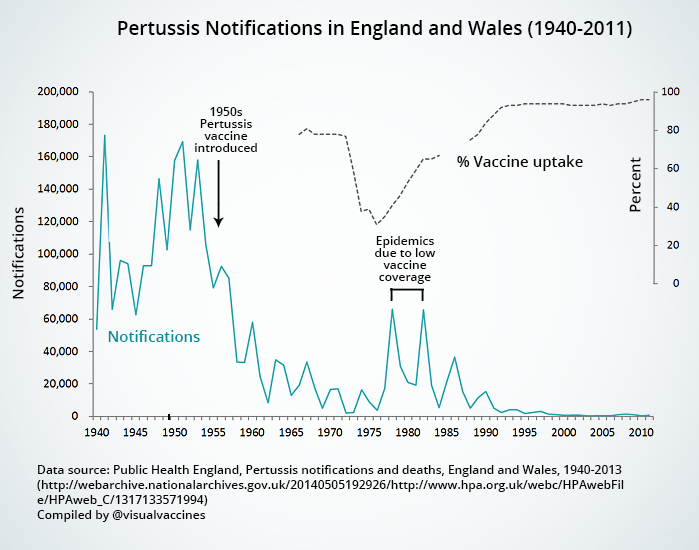 Pertussis Notifications in England and Wales (1940-2011)
200,000
180,000
160,000
140,000
120,000
100,000
80,000
60,000
40,000
20,000
0
Notifications
1950s
Pertussis
vaccine
introduced
% Vaccine uptake
Epidemics
due to low
vaccine
coverage
Notifications
100
80
60
40
20
0
Percent
1940 1945 1950 1955 1960 1965 1970 1975 1980 1985 1990 1995 2000 2005 2010
Data source: Public Health England, Pertussis notifications and deaths, England and Wales, 1940-2013
(http://webarchive.nationalarchives.gov.uk/20140505192926/http://www.hpa.org.uk/webc/HPAwebFil
e/HPAweb_C/1317133571994)
Compiled by @visualvaccines